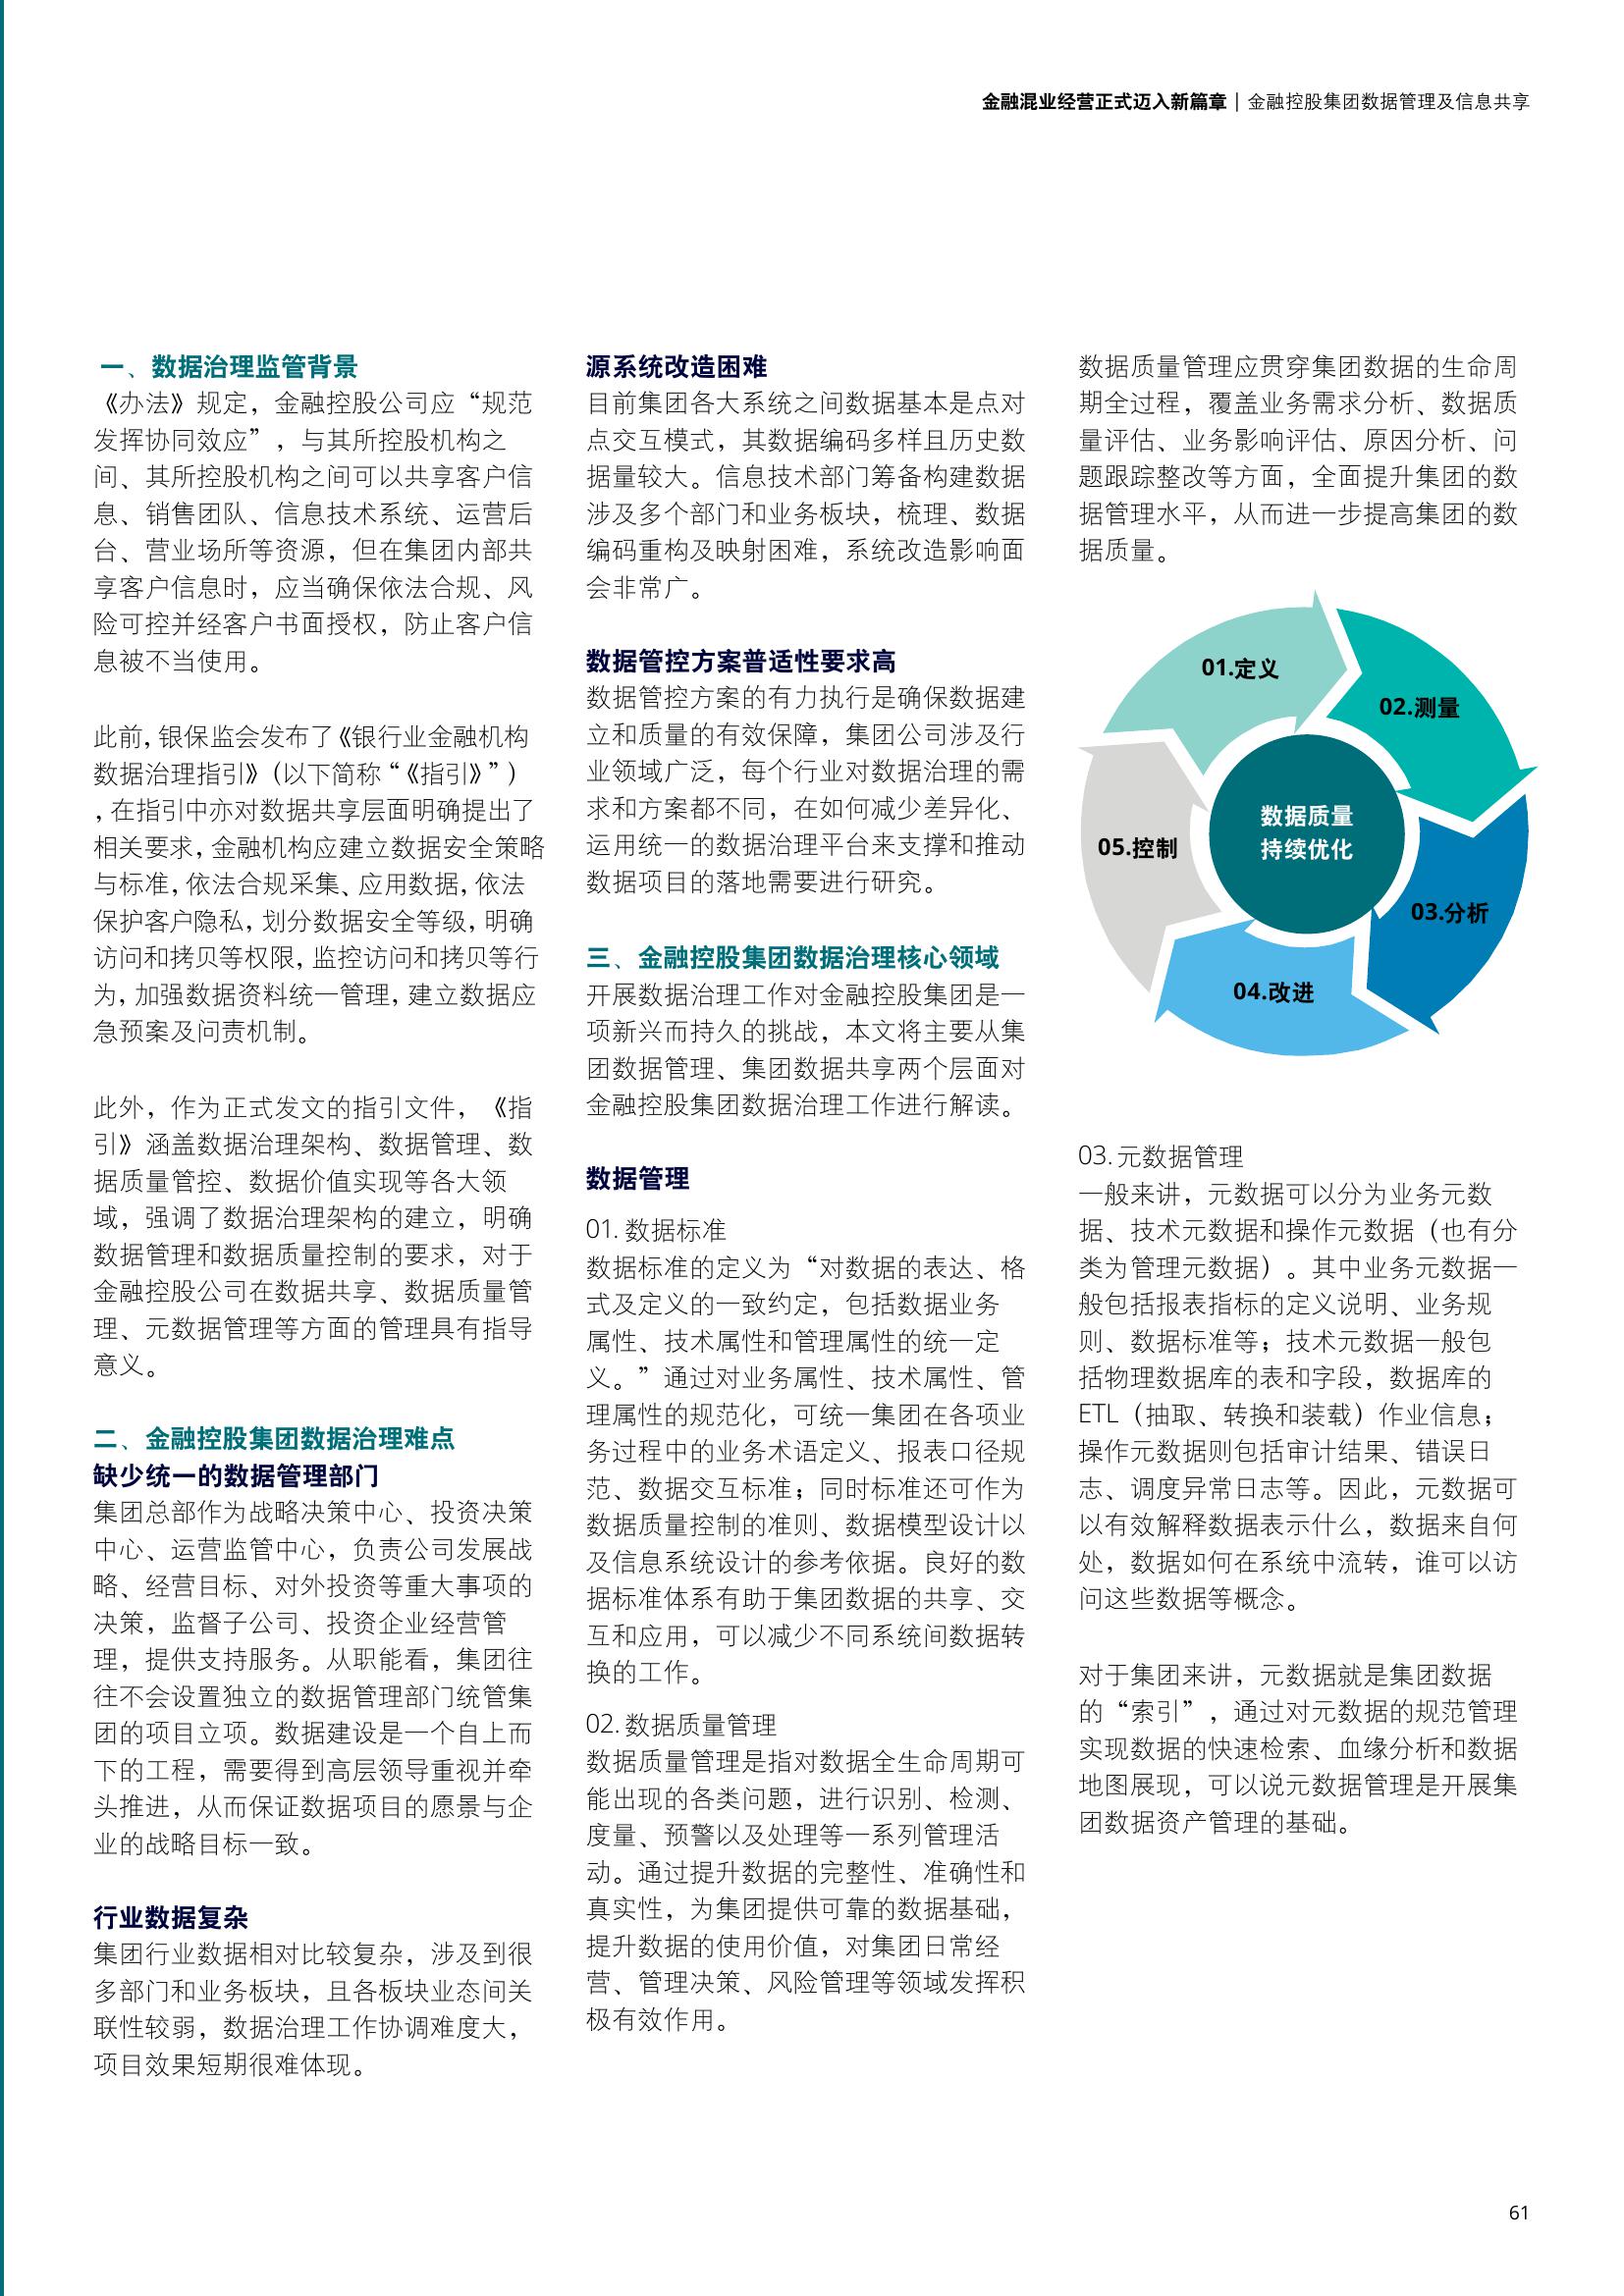 金融混业经营正式迈入新篇章 | 金融控股集团数据管理及信息共享
一、数据治理监管背景
《办法》规定，金融控股公司应“规范
发挥协同效应”，与其所控股机构之
间、其所控股机构之间可以共享客户信
息、销售团队、信息技术系统、运营后
台、营业场所等资源，但在集团内部共
享客户信息时，应当确保依法合规、风
险可控并经客户书面授权，防止客户信
息被不当使用。
此前，银保监会发布了《银行业金融机构
数据治理指引》（以下简称“《指引》”）
，在指引中亦对数据共享层面明确提出了
相关要求，金融机构应建立数据安全策略
与标准，依法合规采集、应用数据，依法
保护客户隐私，划分数据安全等级，明确
访问和拷贝等权限，监控访问和拷贝等行
为，加强数据资料统一管理，建立数据应
急预案及问责机制。
此外，作为正式发文的指引文件，《指
引》涵盖数据治理架构、数据管理、数
据质量管控、数据价值实现等各大领
域，强调了数据治理架构的建立，明确
数据管理和数据质量控制的要求，对于
金融控股公司在数据共享、数据质量管
理、元数据管理等方面的管理具有指导
意义。
二、金融控股集团数据治理难点
缺少统一的数据管理部门
集团总部作为战略决策中心、投资决策
中心、运营监管中心，负责公司发展战
略、经营目标、对外投资等重大事项的
决策，监督子公司、投资企业经营管
理，提供支持服务。从职能看，集团往
往不会设置独立的数据管理部门统管集
团的项目立项。数据建设是一个自上而
下的工程，需要得到高层领导重视并牵
头推进，从而保证数据项目的愿景与企
业的战略目标一致。
行业数据复杂
集团行业数据相对比较复杂，涉及到很
多部门和业务板块，且各板块业态间关
联性较弱，数据治理工作协调难度大，
项目效果短期很难体现。
源系统改造困难
目前集团各大系统之间数据基本是点对
点交互模式，其数据编码多样且历史数
据量较大。信息技术部门筹备构建数据
涉及多个部门和业务板块，梳理、数据
编码重构及映射困难，系统改造影响面
会非常广。
数据管控方案普适性要求高
数据管控方案的有力执行是确保数据建
立和质量的有效保障，集团公司涉及行
业领域广泛，每个行业对数据治理的需
求和方案都不同，在如何减少差异化、
运用统一的数据治理平台来支撑和推动
数据项目的落地需要进行研究。
三、金融控股集团数据治理核心领域
开展数据治理工作对金融控股集团是一
项新兴而持久的挑战，本文将主要从集
团数据管理、集团数据共享两个层面对
金融控股集团数据治理工作进行解读。
数据管理
01. 数据标准
数据标准的定义为“对数据的表达、格
式及定义的一致约定，包括数据业务
属性、技术属性和管理属性的统一定
义。”通过对业务属性、技术属性、管
理属性的规范化，可统一集团在各项业
务过程中的业务术语定义、报表口径规
范、数据交互标准；同时标准还可作为
数据质量控制的准则、数据模型设计以
及信息系统设计的参考依据。良好的数
据标准体系有助于集团数据的共享、交
互和应用，可以减少不同系统间数据转
换的工作。
02. 数据质量管理
数据质量管理是指对数据全生命周期可
能出现的各类问题，进行识别、检测、
度量、预警以及处理等一系列管理活
动。通过提升数据的完整性、准确性和
真实性，为集团提供可靠的数据基础，
提升数据的使用价值，对集团日常经
营、管理决策、风险管理等领域发挥积
极有效作用。
数据质量管理应贯穿集团数据的生命周
期全过程，覆盖业务需求分析、数据质
量评估、业务影响评估、原因分析、问
题跟踪整改等方面，全面提升集团的数
据管理水平，从而进一步提高集团的数
据质量。
01.定义
02.测量
03.分析
04.改进
05.控制
数据质量
持续优化
03. 元数据管理
一般来讲，元数据可以分为业务元数
据、技术元数据和操作元数据（也有分
类为管理元数据）。其中业务元数据一
般包括报表指标的定义说明、业务规
则、数据标准等；技术元数据一般包
括物理数据库的表和字段，数据库的
ETL（抽取、转换和装载）作业信息；
操作元数据则包括审计结果、错误日
志、调度异常日志等。因此，元数据可
以有效解释数据表示什么，数据来自何
处，数据如何在系统中流转，谁可以访
问这些数据等概念。
对于集团来讲，元数据就是集团数据
的“索引”，通过对元数据的规范管理
实现数据的快速检索、血缘分析和数据
地图展现，可以说元数据管理是开展集
团数据资产管理的基础。
61